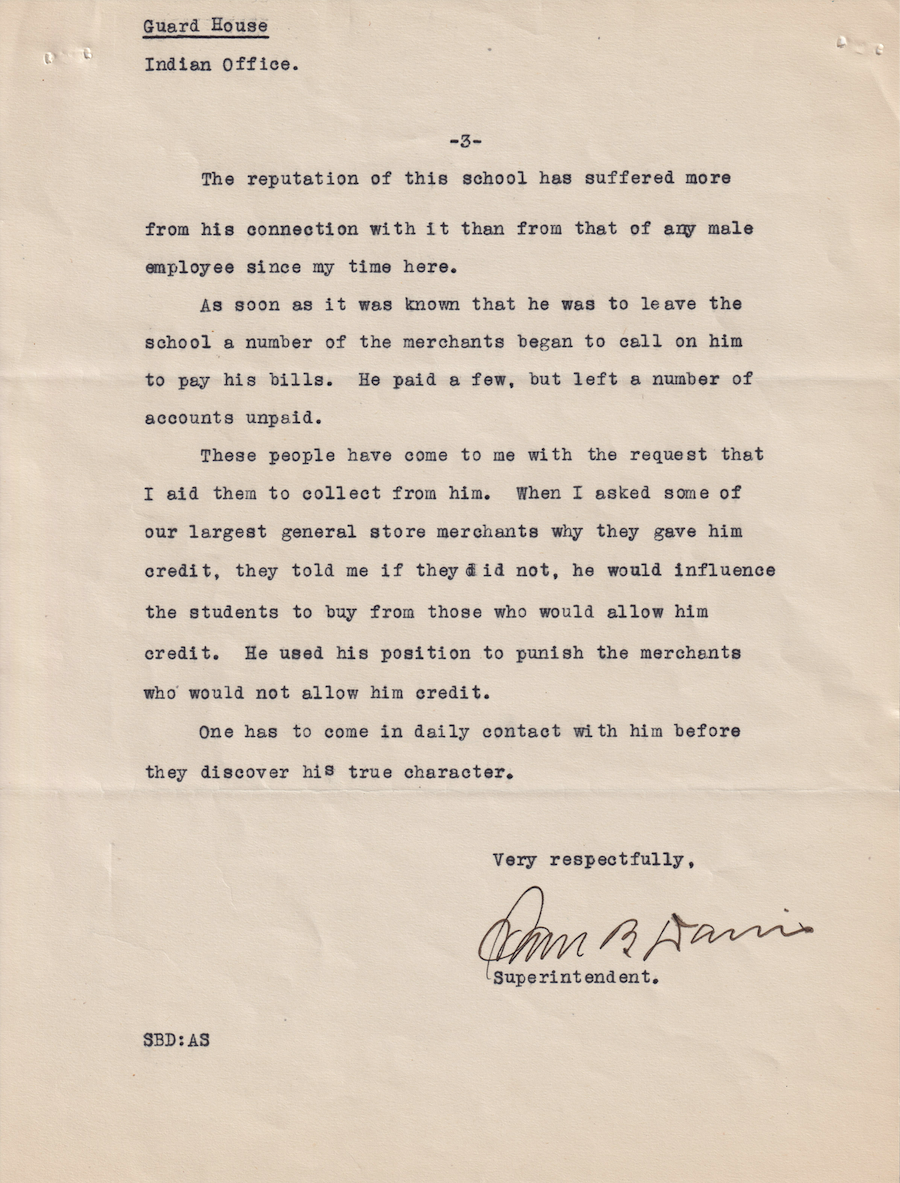 Guard House
Indian Office.
-3-
The reputation of this school has suffered more
from his connection with it than from that of any male
employee since my time here.
As soon as it was known that he was to leave the
school a number of the merchants began to call on him
to pay his bills. He paid a few, but left a number of
accounts unpaid.
These people have come to me with the request that
I aid them to collect from him. When I asked some of
our largest general store merchants why they gave him
credit, they told me if they did not, he would influence
the students to buy from those who would allow him
credit. He used his position to punish the merchants
who would not allow him credit.
One has to come in daily contact with him before
they discover his true character.
Very respectfully,
Sam B Davis
Superintendent.
SBD:AS